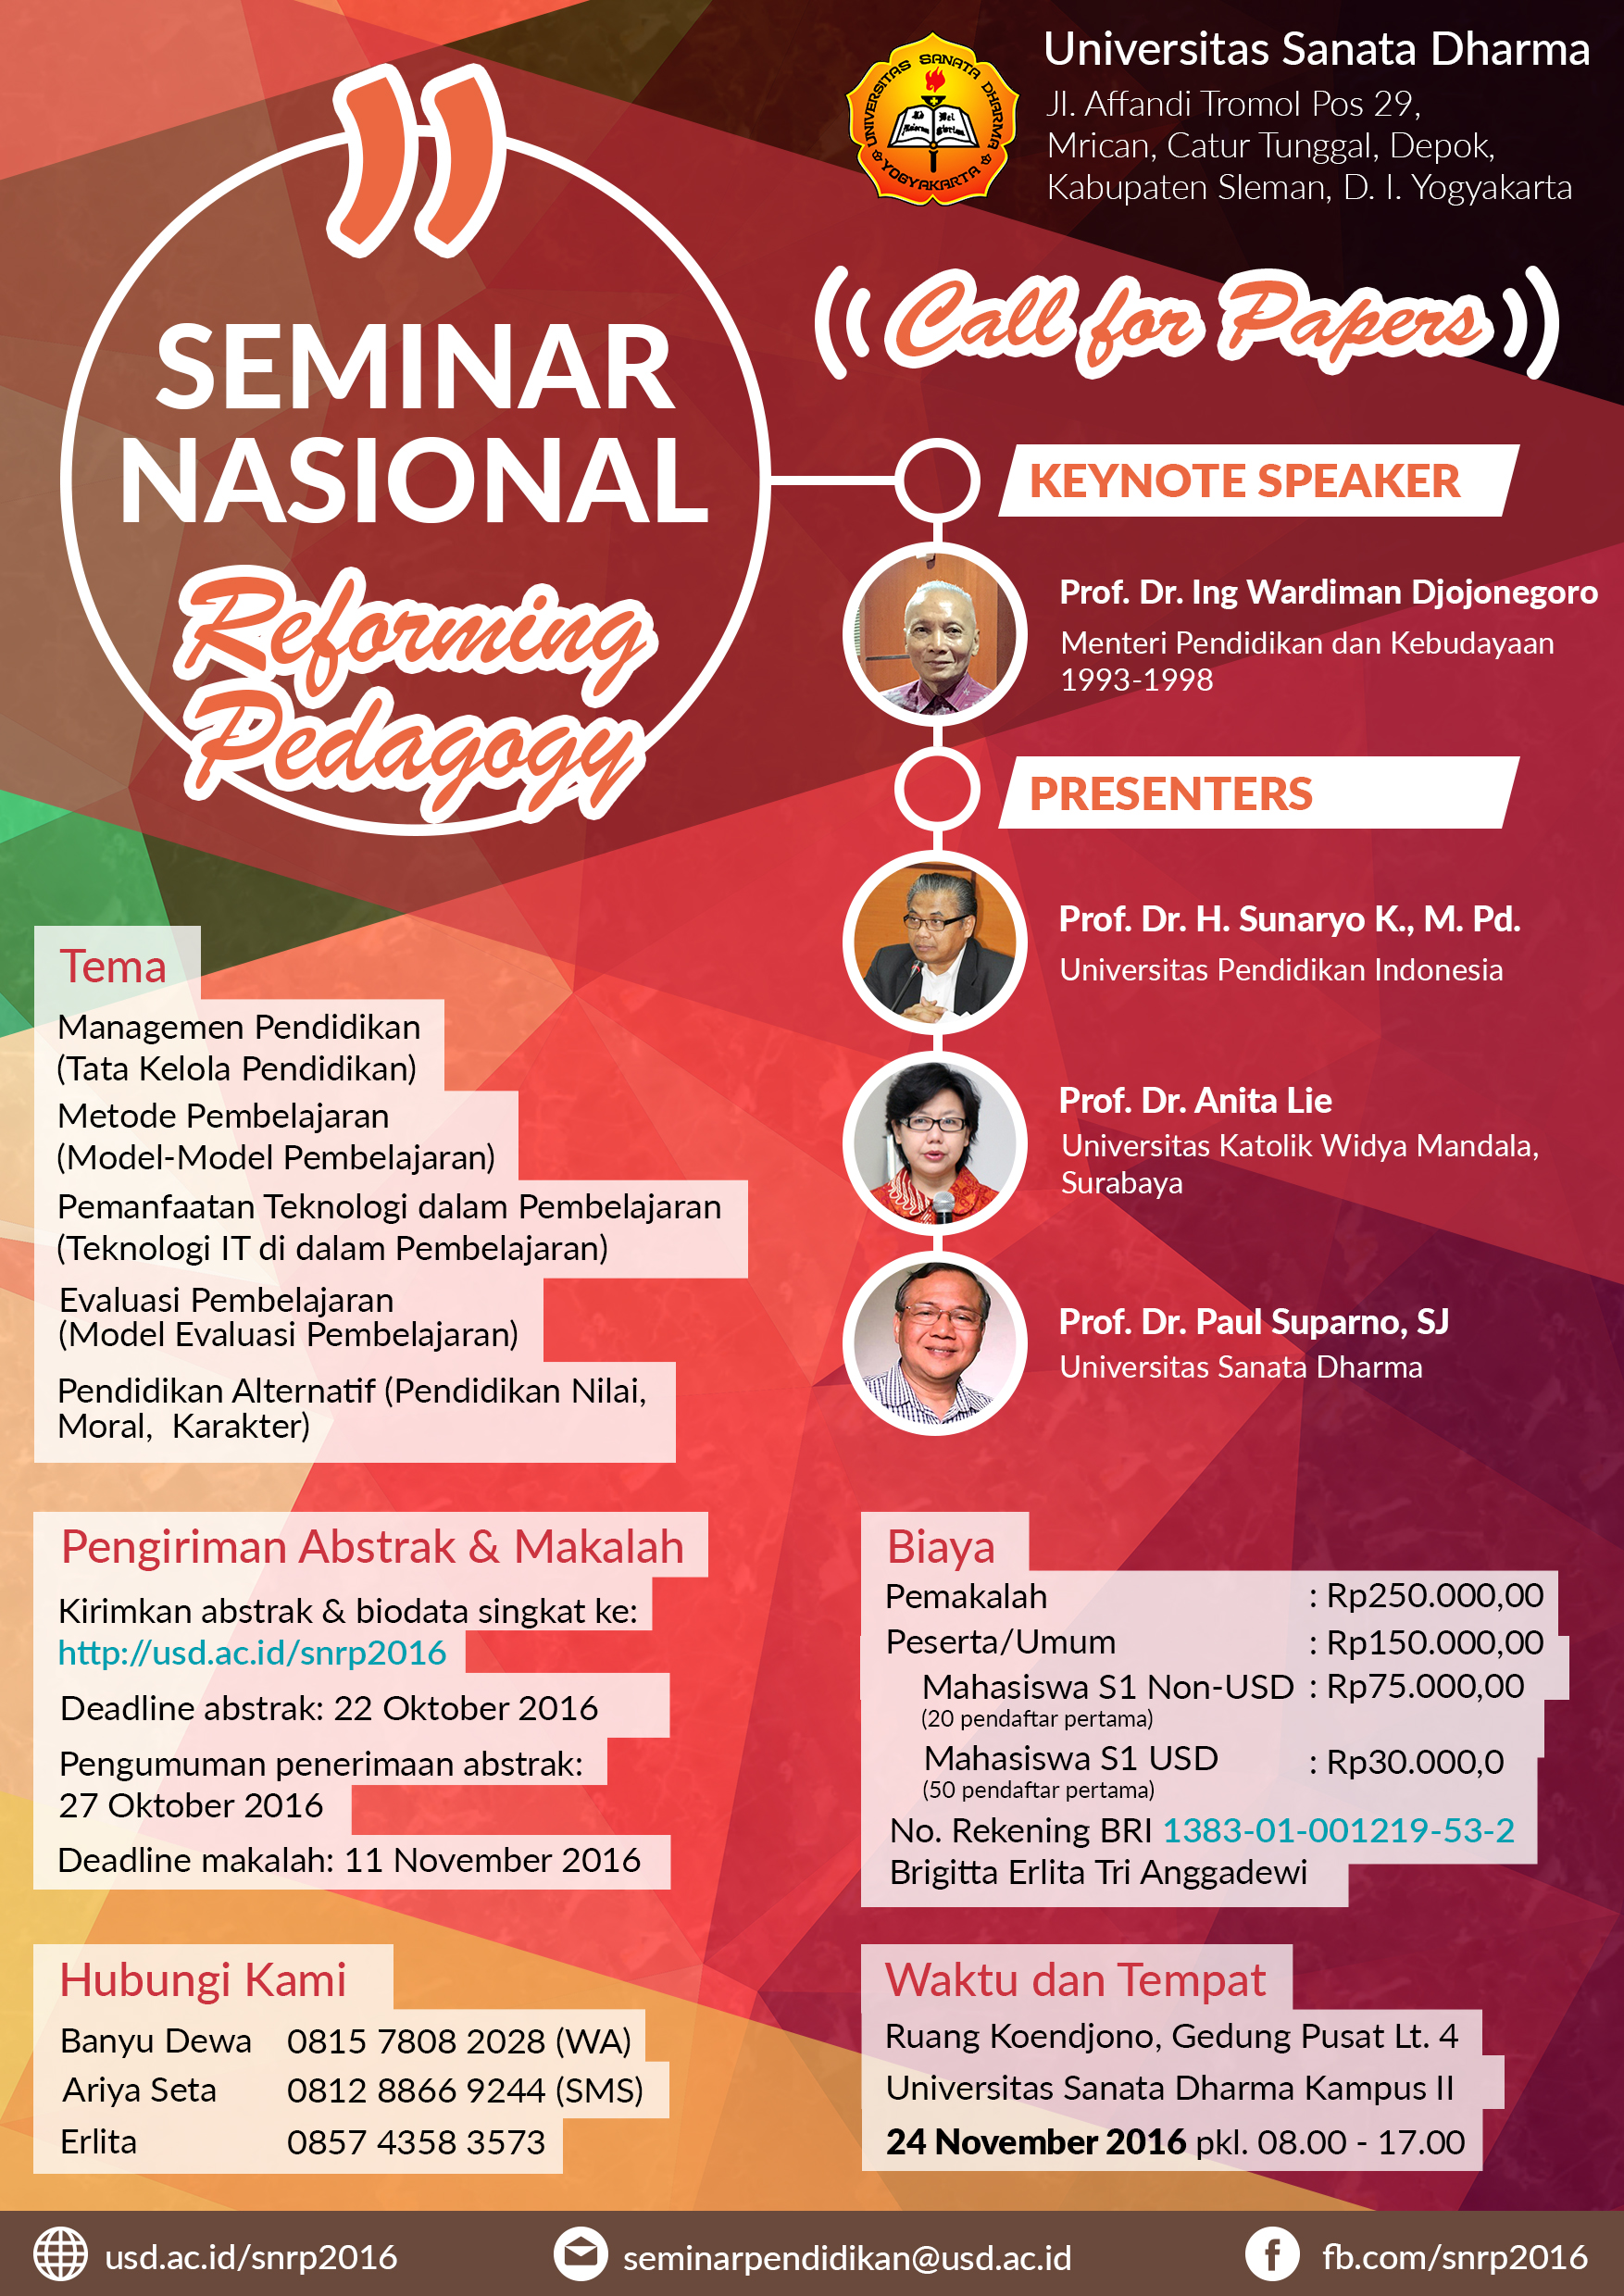 UNIVERSITAS SANATA DHARMA
YOGYAKARTA
Ad Maiorem Dei Gloriam
Universitas Sanata Dharma
Jl. Affandi Tromol Pos 29,
Mrican, Catur Tunggal, Depok,
Kabupaten Sleman, D. I. Yogyakarta
SEMINAR
NASIONAL
Reforming
Pedagogy
Call for Papers
KEYNOTE SPEAKER
Prof. Dr. Ing Wardiman Djojonegoro
Menteri Pendidikan dan Kebudayaan
1993-1998
PRESENTERS
Prof. Dr. H. Sunaryo K., M. Pd.
Universitas Pendidikan Indonesia
Prof. Dr. Anita Lie
Universitas Katolik Widya Mandala,
Surabaya
Prof. Dr. Paul Suparno, SJ
Universitas Sanata Dharma
Tema
Managemen Pendidikan
(Tata Kelola Pendidikan)
Metode Pembelajaran
(Model-Model Pembelajaran)
Pemanfaatan Teknologi dalam Pembelajaran
(Teknologi IT di dalam Pembelajaran)
Evaluasi Pembelajaran
(Model Evaluasi Pembelajaran)
Pendidikan Alternatif (Pendidikan Nilai,
Moral, Karakter)
Pengiriman Abstrak & Makalah
Kirimkan abstrak & biodata singkat ke:
http://usd.ac.id/snrp2016
Deadline abstrak: 22 Oktober 2016
Pengumuman penerimaan abstrak:
27 Oktober 2016
Deadline makalah: 11 November 2016
Biaya
Pemakalah : Rp250.000,00
Peserta/Umum : Rp150.000,00
Mahasiswa S1 Non-USD : Rp75.000,00
(20 pendaftar pertama)
Mahasiswa S1 USD : Rp30.000,0
(50 pendaftar pertama)
No. Rekening BRI 1383-01-001219-53-2
Brigitta Erlita Tri Anggadewi
Hubungi Kami
Banyu Dewa 0815 7808 2028 (WA)
Ariya Seta 0812 8866 9244 (SMS)
Erlita 0857 4358 3573
Waktu dan Tempat
Ruang Koendjono, Gedung Pusat Lt. 4
Universitas Sanata Dharma Kampus II
24 November 2016 pkl. 08.00 - 17.00
usd.ac.id/snrp2016
seminarpendidikan@usd.ac.id
fb.com/snrp2016